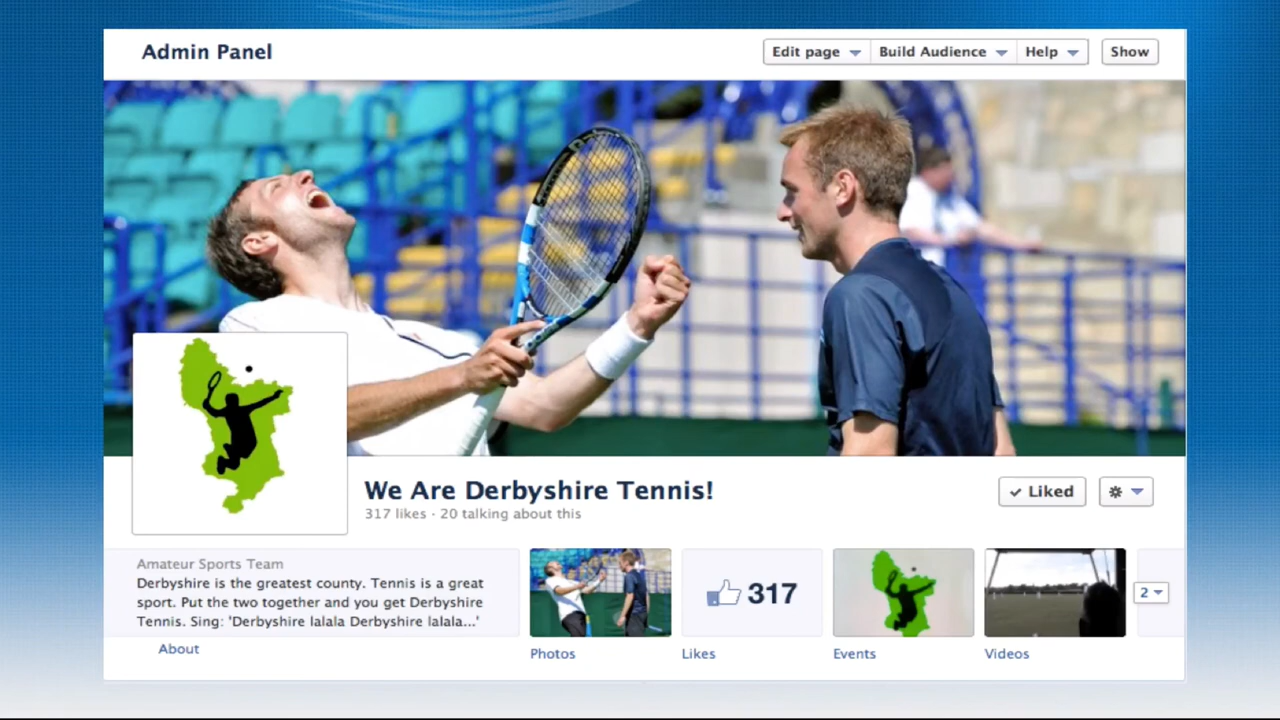 Admin Panel
Edit page Build Audience Help Show
We Are Derbyshire Tennis!
317 likes · 20 talking about this
Liked
Amateur Sports Team
Derbyshire is the greatest county. Tennis is a great
sport. Put the two together and you get Derbyshire
Tennis. Sing: 'Derbyshire lalala Derbyshire lalala...'
About
317
2
Photos Likes Events Videos